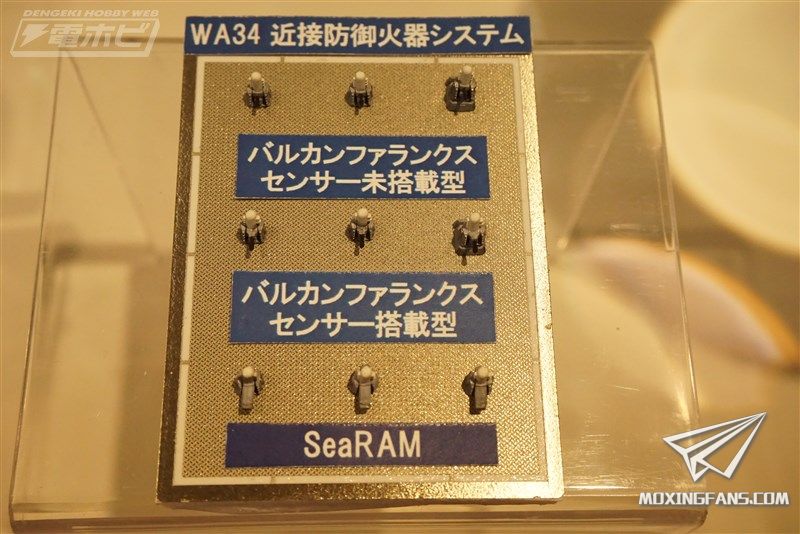 DENGEKI HOBBY WEB
電ホビ
WA34 近接防御火器システム
バルカンファランクス
センサー未搭載型
バルカンファランクス
センサー搭載型
SeaRAM
MOXINGFANS.COM